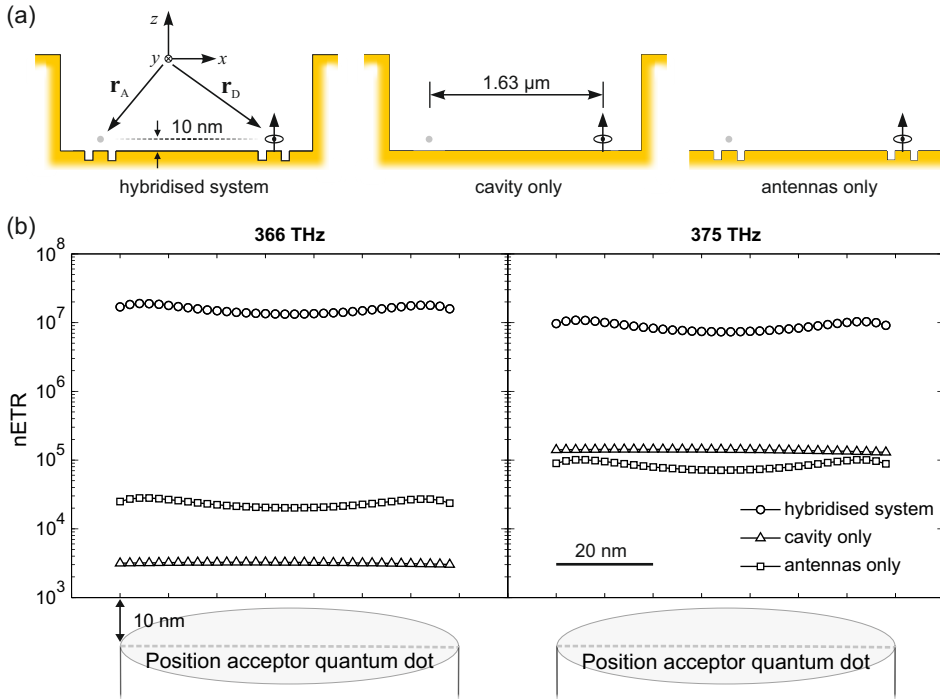 (a)
z
y
x
r_A
r_D
10 nm
1.63 µm
hybridised system
cavity only
antennas only
(b)
366 THz
375 THz
nETR
10^8
10^7
10^6
10^5
10^4
10^3
hybridised system
cavity only
antennas only
20 nm
10 nm
Position acceptor quantum dot
Position acceptor quantum dot